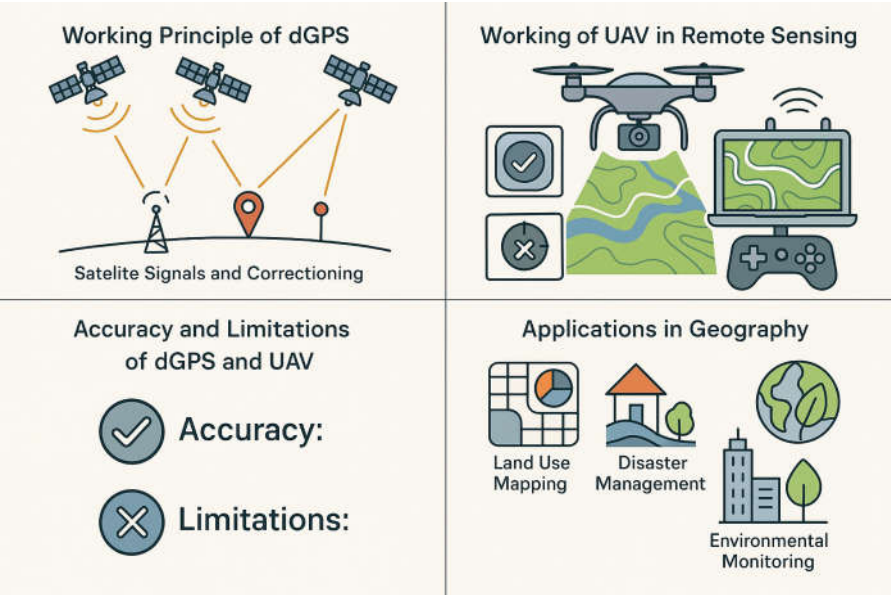 Working Principle of dGPS
Satelite Signals and Correctioning
Working of UAV in Remote Sensing
Accuracy and Limitations
of dGPS and UAV
Accuracy:
Limitations:
Applications in Geography
Land Use
Mapping
Disaster
Management
Environmental
Monitoring